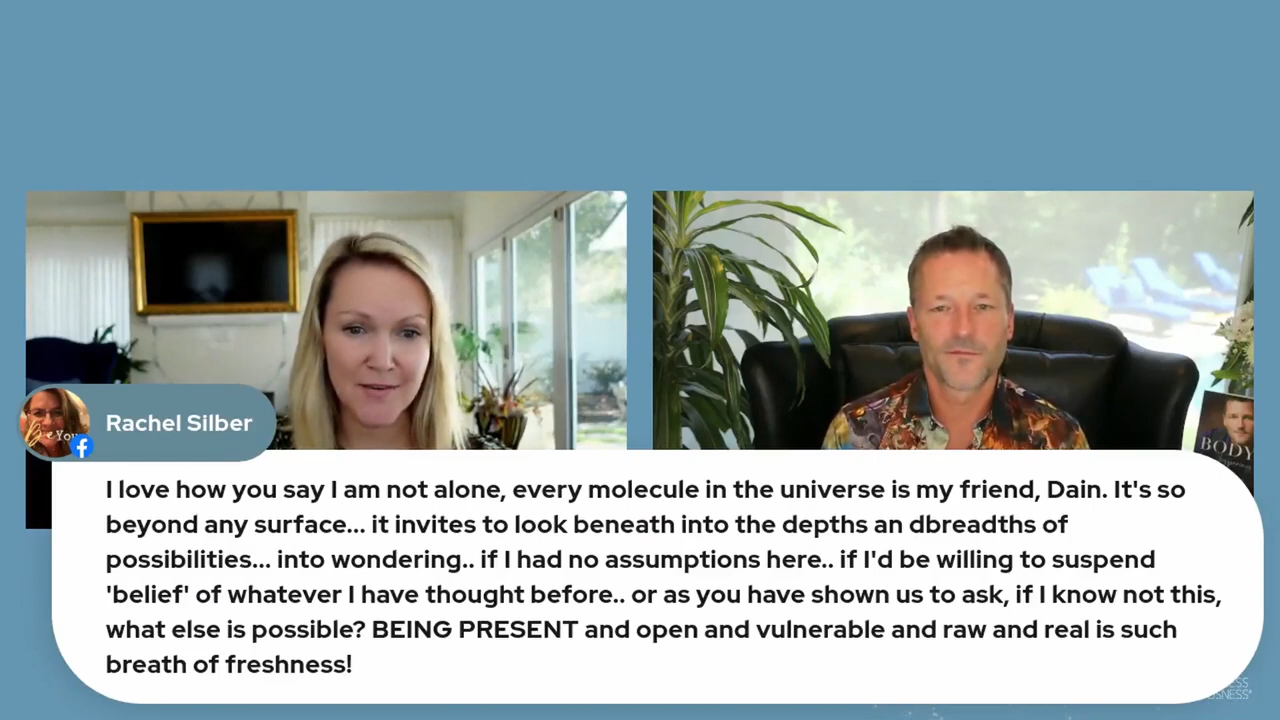 Rachel Silber
Be You
I love how you say I am not alone, every molecule in the universe is my friend, Dain. It's so
beyond any surface... it invites to look beneath into the depths an dbreadths of
possibilities... into wondering.. if I had no assumptions here.. if I'd be willing to suspend
'belief' of whatever I have thought before.. or as you have shown us to ask, if I know not this,
what else is possible? BEING PRESENT and open and vulnerable and raw and real is such
breath of freshness!
BODY